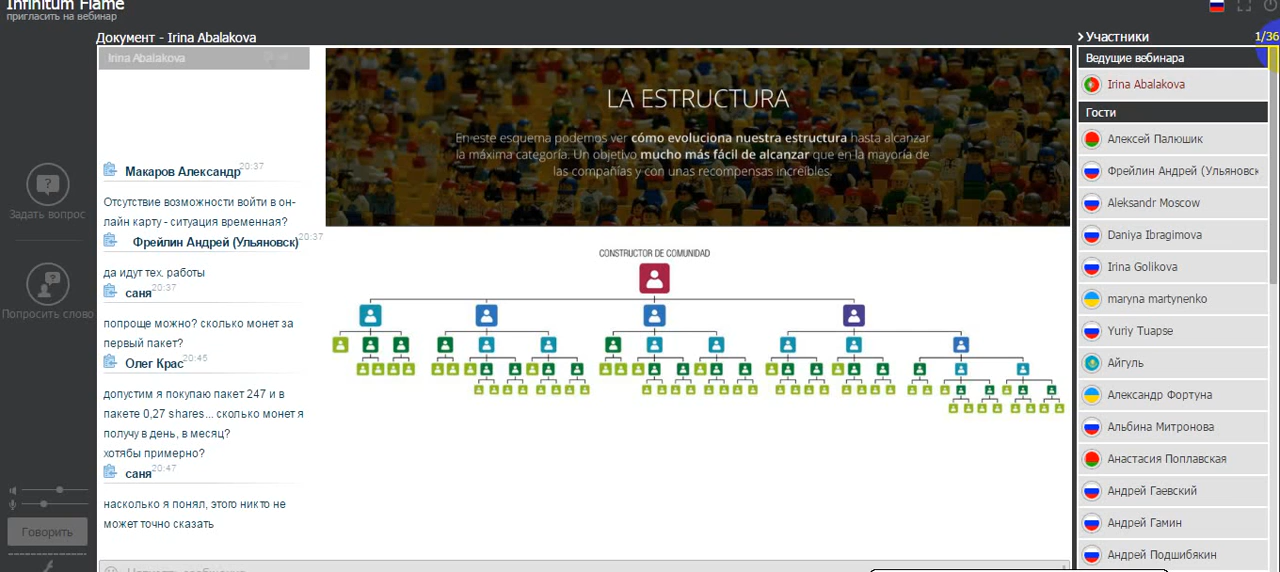 Infinitum Flame
пригласить на вебинар
Документ - Irina Abalakova
Irina Abalakova
Задать вопрос
Попросить слово
Говорить
Макаров Александр 20:37
Отсутствие возможности войти в он-
лайн карту - ситуация временная?
Фрейлин Андрей (Ульяновск) 20:37
да идут тех. работы
саня 20:37
попроще можно? сколько монет за
первый пакет?
Олег Крас 20:45
допустим я покупаю пакет 247 и в
пакете 0,27 shares... сколько монет я
получу в день, в месяц?
хотябы примерно?
саня 20:47
насколько я понял, этого никто не
может точно сказать
LA ESTRUCTURA
En este esquema podemos ver cómo evoluciona nuestra estructura hasta alcanzar
la máxima categoría. Un objetivo mucho más fácil de alcanzar que en la mayoría de
las compañías y con unas recompensas increíbles.
CONSTRUCTOR DE COMUNIDAD
Участники 1/36
Ведущие вебинара
Irina Abalakova
Гости
Алексей Палюшик
Фрейлин Андрей (Ульяновск
Aleksandr Moscow
Daniya Ibragimova
Irina Golikova
maryna martynenko
Yuriy Tuapse
Айгуль
Александр Фортуна
Альбина Митронова
Анастасия Поплавская
Андрей Гаевский
Андрей Гамин
Андрей Подшибякин